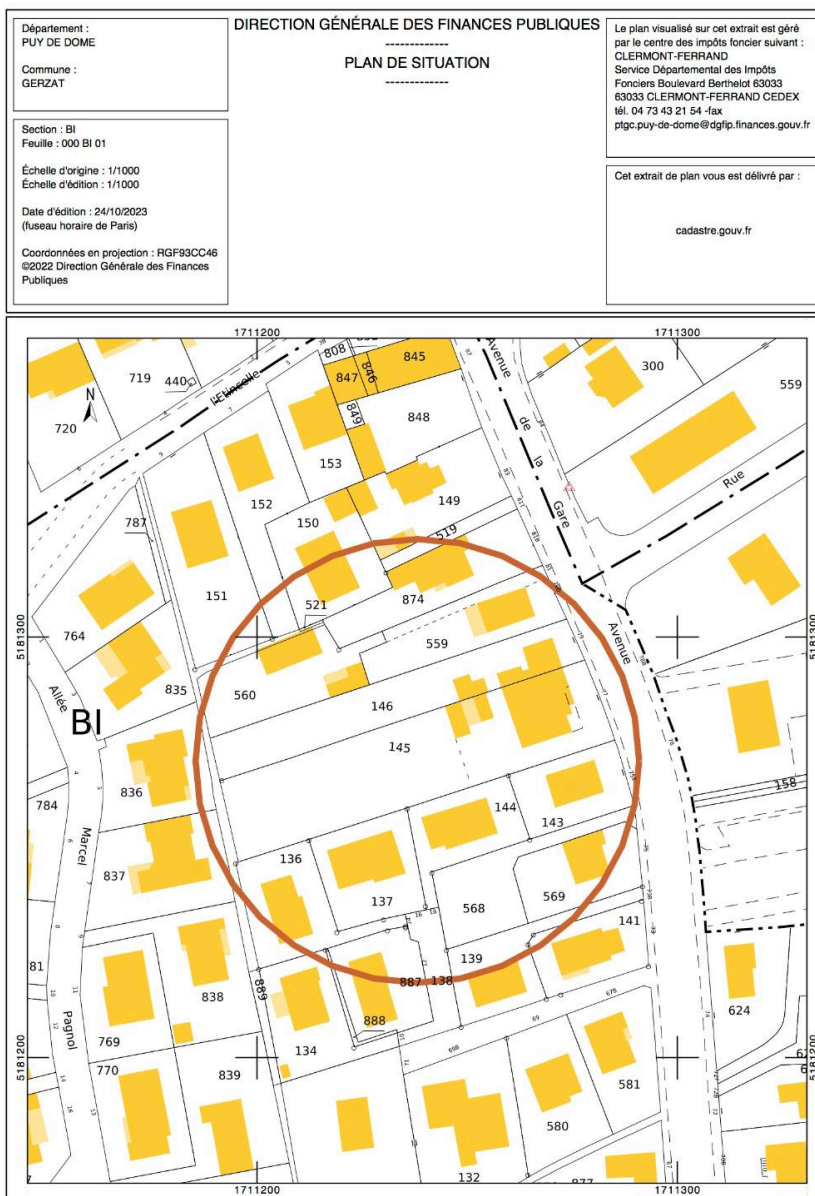 Département :
PUY DE DOME
Commune :
GERZAT
Section : BI
Feuille : 000 BI 01
Échelle d'origine : 1/1000
Échelle d'édition : 1/1000
Date d'édition : 24/10/2023
(fuseau horaire de Paris)
Coordonnées en projection : RGF93CC46
©2022 Direction Générale des Finances
Publiques
DIRECTION GÉNÉRALE DES FINANCES PUBLIQUES
-------------
PLAN DE SITUATION
-------------
Le plan visualisé sur cet extrait est géré
par le centre des impôts foncier suivant :
CLERMONT-FERRAND
Service Départemental des Impôts
Fonciers Boulevard Berthelot 63033
63033 CLERMONT-FERRAND CEDEX
tél. 04 73 43 21 54 -fax
ptgc.puy-de-dome@dgfip.finances.gouv.fr
Cet extrait de plan vous est délivré par :
cadastre.gouv.fr
1711200
1711300
808
845
847
846
719
440
l'Etincelle
Avenue de la Gare
300
559
720
N
849
848
153
Rue
152
149
787
150
519
151
521
874
764
5181300
5181300
559
Avenue
835
560
146
Allée
BI
145
836
784
144
143
158
Marcel
136
837
137
569
568
141
139
81
838
889
887
138
624
Pagnol
888
769
134
69
67B
69B
5181200
770
839
581
580
132
877
1711200
1711300